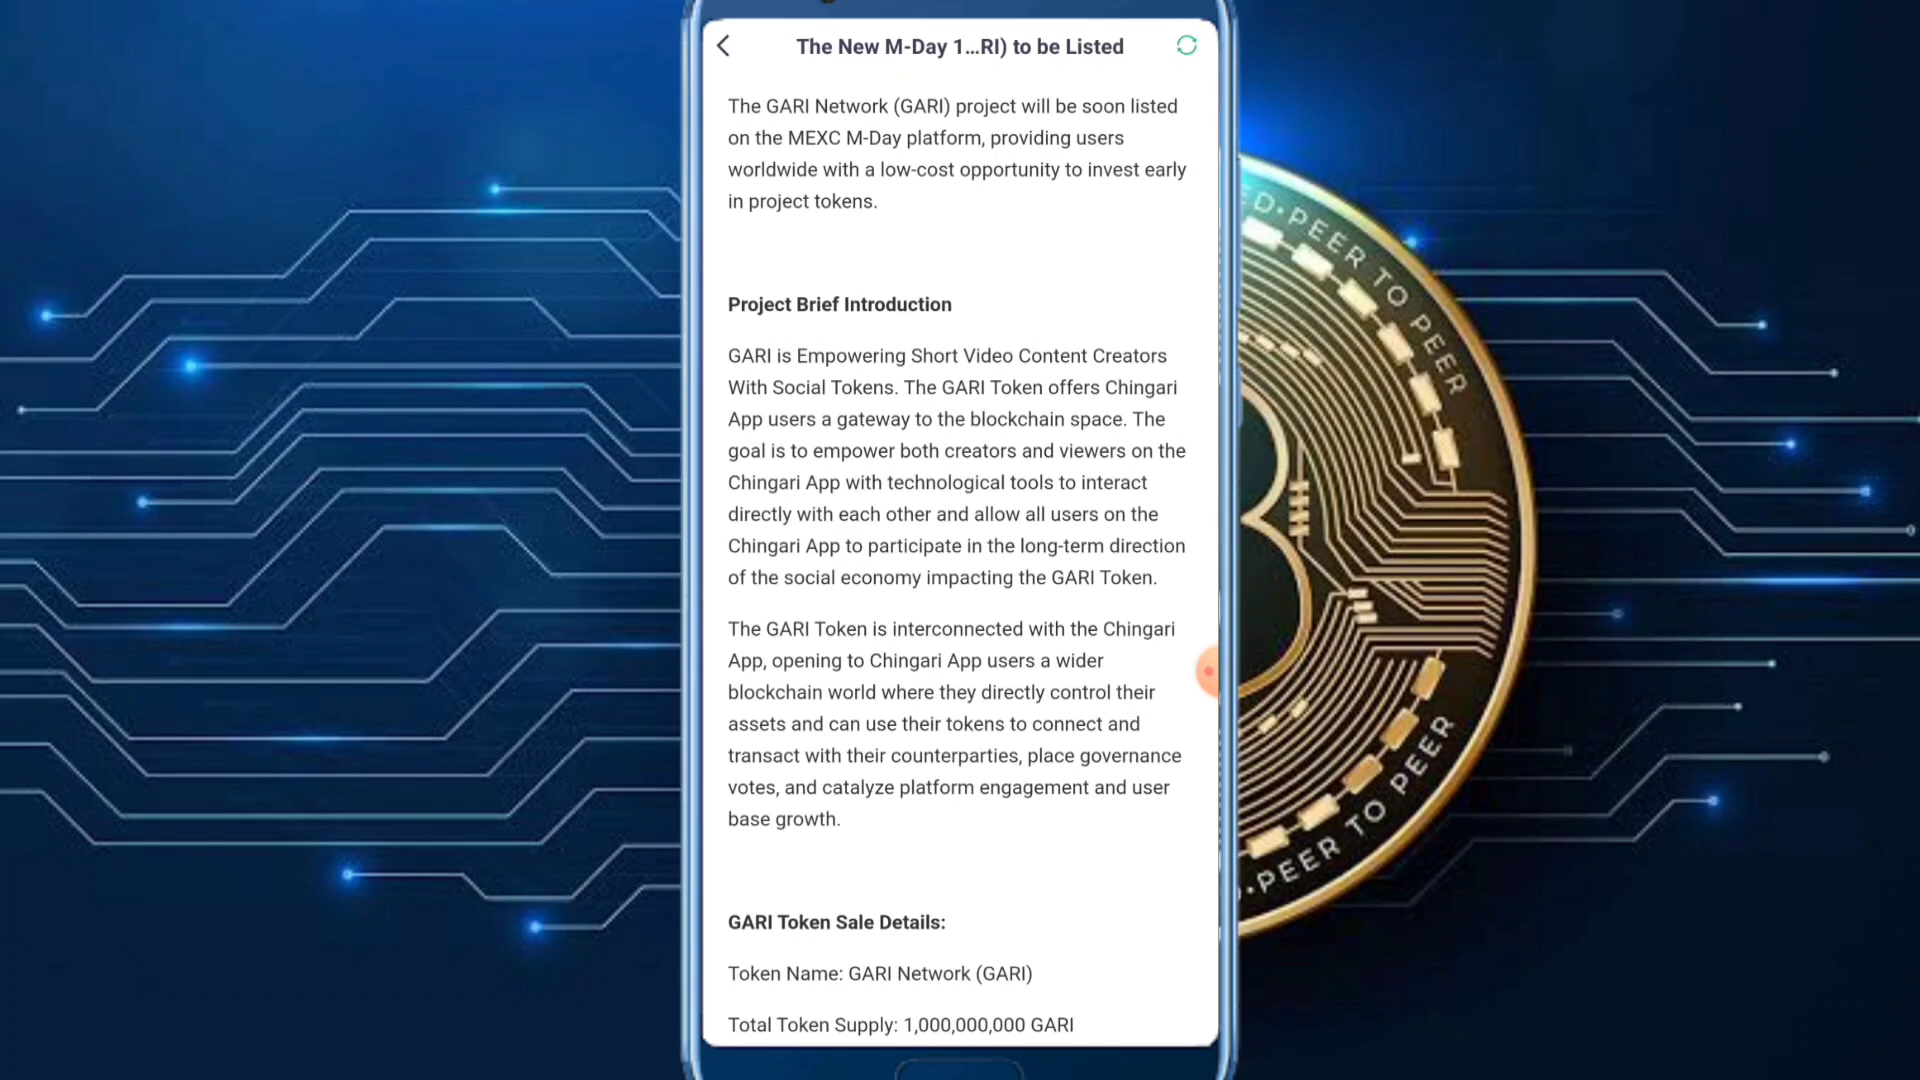 The New M-Day 1...RI) to be Listed
The GARI Network (GARI) project will be soon listed
on the MEXC M-Day platform, providing users
worldwide with a low-cost opportunity to invest early
in project tokens.
Project Brief Introduction
GARI is Empowering Short Video Content Creators
With Social Tokens. The GARI Token offers Chingari
App users a gateway to the blockchain space. The
goal is to empower both creators and viewers on the
Chingari App with technological tools to interact
directly with each other and allow all users on the
Chingari App to participate in the long-term direction
of the social economy impacting the GARI Token.
The GARI Token is interconnected with the Chingari
App, opening to Chingari App users a wider
blockchain world where they directly control their
assets and can use their tokens to connect and
transact with their counterparties, place governance
votes, and catalyze platform engagement and user
base growth.
GARI Token Sale Details:
Token Name: GARI Network (GARI)
Total Token Supply: 1,000,000,000 GARI
ED•PEER TO PEER
•PEER TO PEER